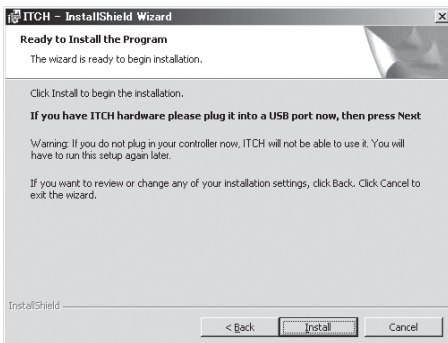 ITCH - InstallShield Wizard
Ready to Install the Program
The wizard is ready to begin installation.
Click Install to begin the installation.
If you have ITCH hardware please plug it into a USB port now, then press Next
Warning: If you do not plug in your controller now, ITCH will not be able to use it. You will
have to run this setup again later.
If you want to review or change any of your installation settings, click Back. Click Cancel to
exit the wizard.
InstallShield
< Back Install Cancel